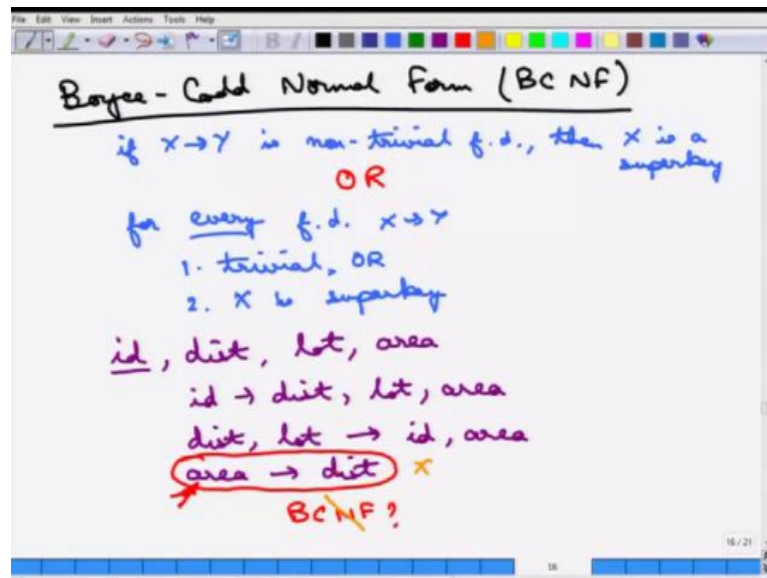 File Edit View Insert Actions Tools Help
Boyce-Codd Normal Form (BC NF)
if X→Y is non-trivial f.d., then X is a superkey
OR
for every f.d. X→Y
1. trivial, OR
2. X is superkey
id, dist, lot, area
id → dist, lot, area
dist, lot → id, area
area → dist X
BCNF?
16 / 21
16